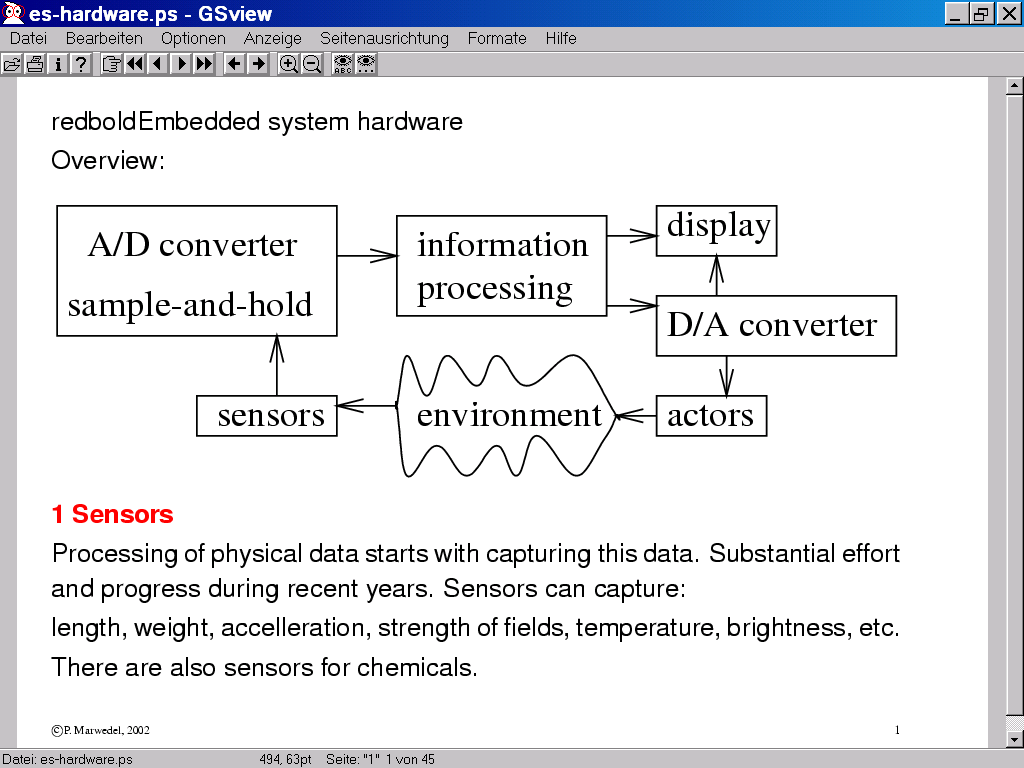 es-hardware.ps - GSview
Datei Bearbeiten Optionen Anzeige Seitenausrichtung Formate Hilfe
i ? ABC
redboldEmbedded system hardware
Overview:
A/D converter
sample-and-hold
information
processing
display
D/A converter
sensors
environment
actors
1 Sensors
Processing of physical data starts with capturing this data. Substantial effort
and progress during recent years. Sensors can capture:
length, weight, accelleration, strength of fields, temperature, brightness, etc.
There are also sensors for chemicals.
©P. Marwedel, 2002 1
Datei: es-hardware.ps 494, 63pt Seite: "1" 1 von 45